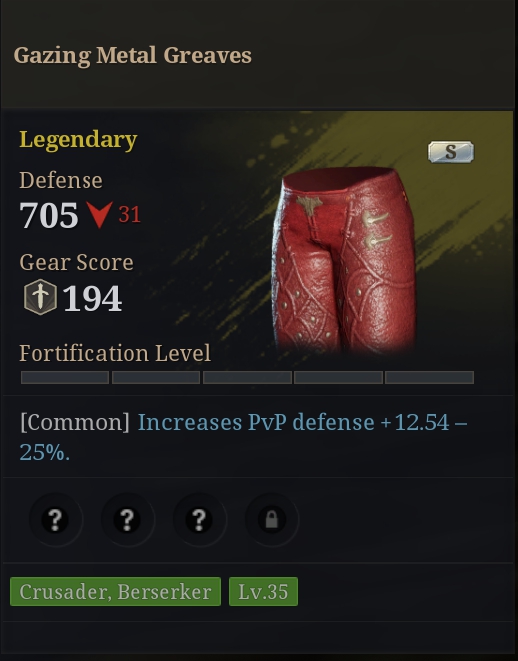 Gazing Metal Greaves
Legendary
S
Defense
705 31
Gear Score
194
Fortification Level
[Common] Increases PvP defense +12.54 –
25%.
? ? ?
Crusader, Berserker Lv.35